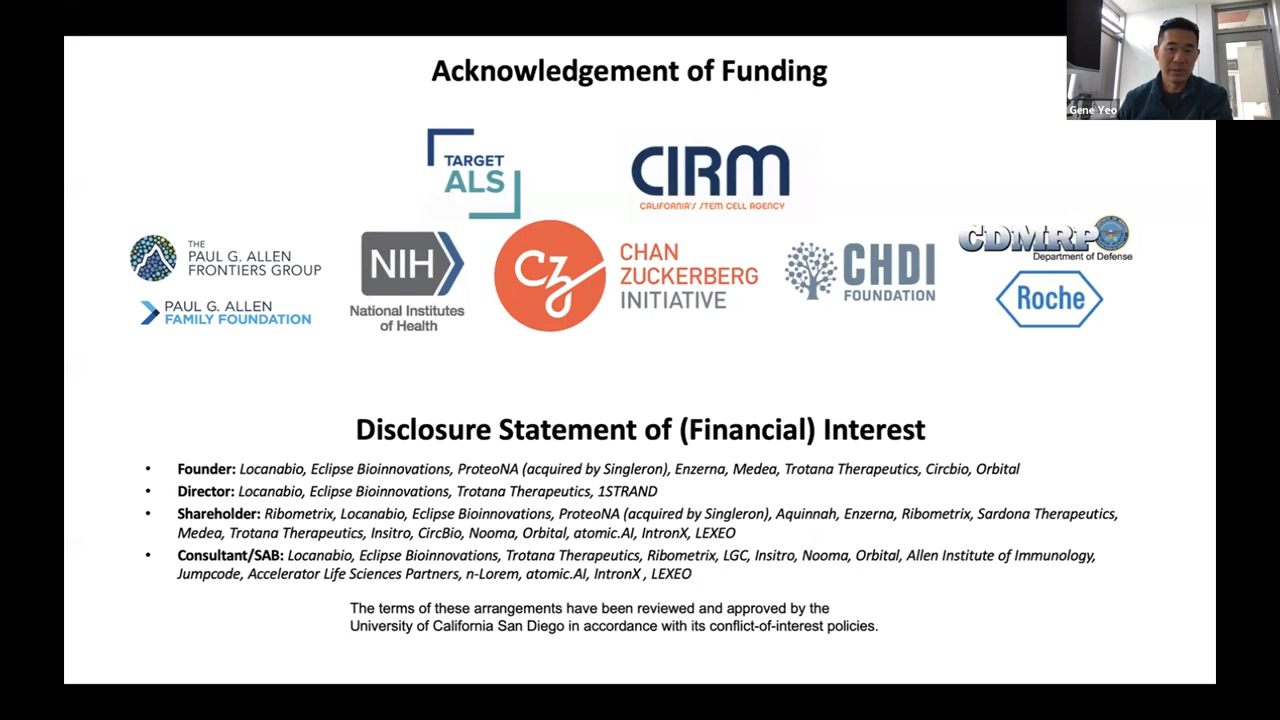 Gene Yeo
Acknowledgement of Funding
TARGET
ALS
CIRM
CALIFORNIA'S STEM CELL AGENCY
THE
PAUL G. ALLEN
FRONTIERS GROUP
PAUL G. ALLEN
FAMILY FOUNDATION
NIH
National Institutes
of Health
cz
CHAN
ZUCKERBERG
INITIATIVE
CHDI
FOUNDATION
CDMRP
Department of Defense
Roche
Disclosure Statement of (Financial) Interest
• Founder: Locanabio, Eclipse Bioinnovations, ProteoNA (acquired by Singleron), Enzerna, Medea, Trotana Therapeutics, Circbio, Orbital
• Director: Locanabio, Eclipse Bioinnovations, Trotana Therapeutics, 1STRAND
• Shareholder: Ribometrix, Locanabio, Eclipse Bioinnovations, ProteoNA (acquired by Singleron), Aquinnah, Enzerna, Ribometrix, Sardona Therapeutics,
Medea, Trotana Therapeutics, Insitro, CircBio, Nooma, Orbital, atomic.AI, IntronX, LEXEO
• Consultant/SAB: Locanabio, Eclipse Bioinnovations, Trotana Therapeutics, Ribometrix, LGC, Insitro, Nooma, Orbital, Allen Institute of Immunology,
Jumpcode, Accelerator Life Sciences Partners, n-Lorem, atomic.AI, IntronX , LEXEO
The terms of these arrangements have been reviewed and approved by the
University of California San Diego in accordance with its conflict-of-interest policies.